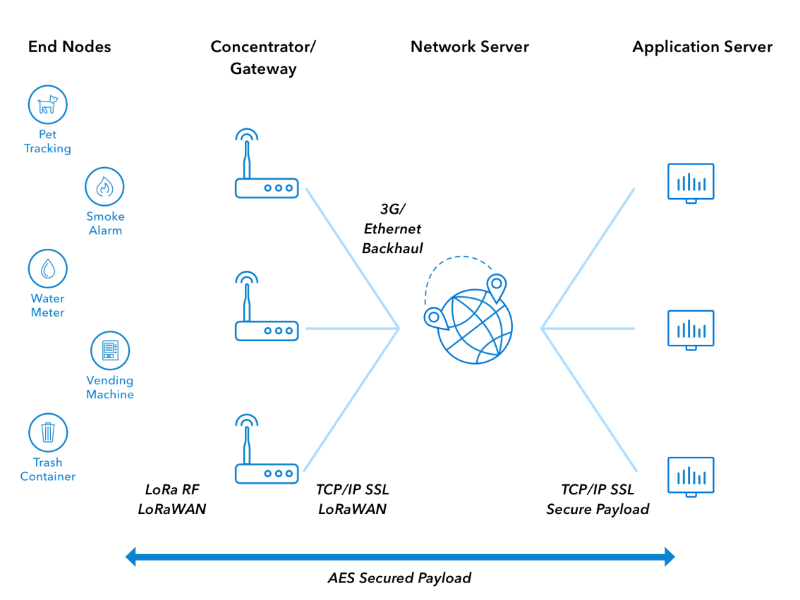 End Nodes
Concentrator/
Gateway
Network Server
Application Server
Pet
Tracking
Smoke
Alarm
Water
Meter
Vending
Machine
Trash
Container
3G/
Ethernet
Backhaul
LoRa RF
LoRaWAN
TCP/IP SSL
LoRaWAN
TCP/IP SSL
Secure Payload
AES Secured Payload